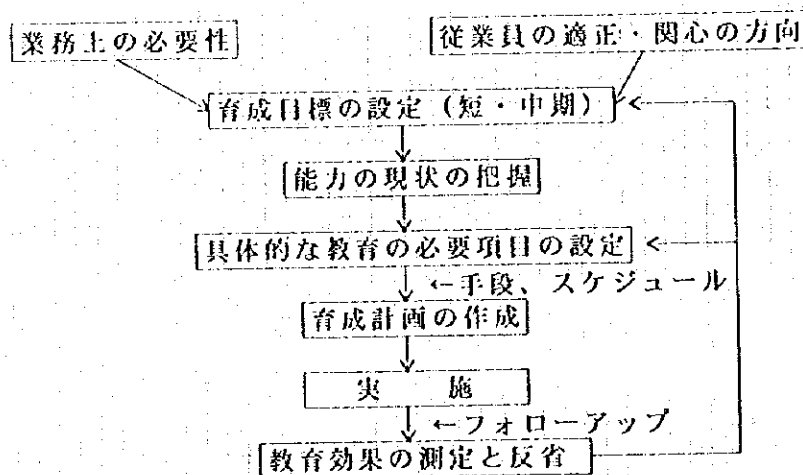 業務上の必要性
従業員の適正・関心の方向
育成目標の設定（短・中期）
能力の現状の把握
具体的な教育の必要項目の設定
←手段、スケジュール
育成計画の作成
実　施
←フォローアップ
教育効果の測定と反省